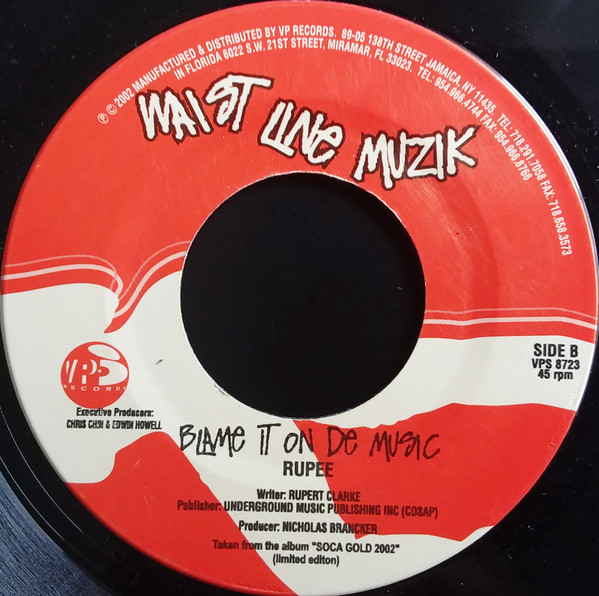 ℗ © 2002 MANUFACTURED & DISTRIBUTED BY VP RECORDS. 89-05 138TH STREET JAMAICA, NY 11435. TEL: 718.291.7058 FAX: 718.658.3573
IN FLORIDA 6022 S.W. 21ST STREET, MIRAMAR, FL 33023. TEL: 954.966.4744 FAX: 954.966.8766
WAIST LINE MUZIK
SIDE B
VPS 8723
45 rpm
VP
RECORDS
Executive Producers:
CHRIS CHIN & EDWIN HOWELL
BLAME IT ON DE MUSIC
RUPEE
Writer: RUPERT CLARKE
Publisher: UNDERGROUND MUSIC PUBLISHING INC (COSAP)
Producer: NICHOLAS BRANCKER
Taken from the album "SOCA GOLD 2002"
(limited editon)